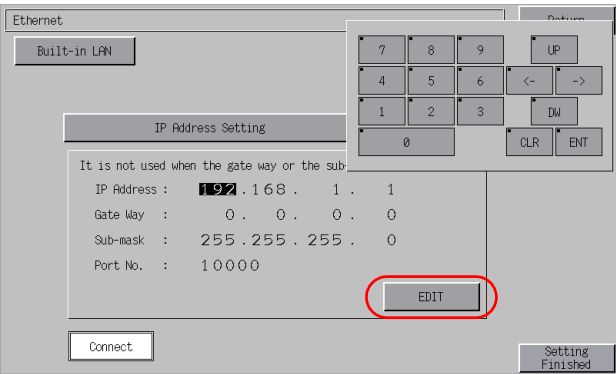 Ethernet
Return
Built-in LAN
7 8 9 UP
4 5 6 <- ->
1 2 3 DW
0 CLR ENT
IP Address Setting
It is not used when the gate way or the sub-
IP Address : 192.168. 1. 1
Gate Way : 0. 0. 0. 0
Sub-mask : 255.255.255. 0
Port No. : 10000
EDIT
Connect
Setting
Finished